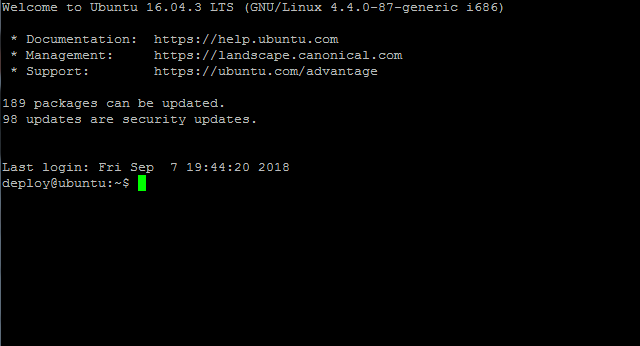 Welcome to Ubuntu 16.04.3 LTS (GNU/Linux 4.4.0-87-generic i686)
* Documentation:  https://help.ubuntu.com
* Management:     https://landscape.canonical.com
* Support:        https://ubuntu.com/advantage
189 packages can be updated.
98 updates are security updates.
Last login: Fri Sep  7 19:44:20 2018
deploy@ubuntu:~$